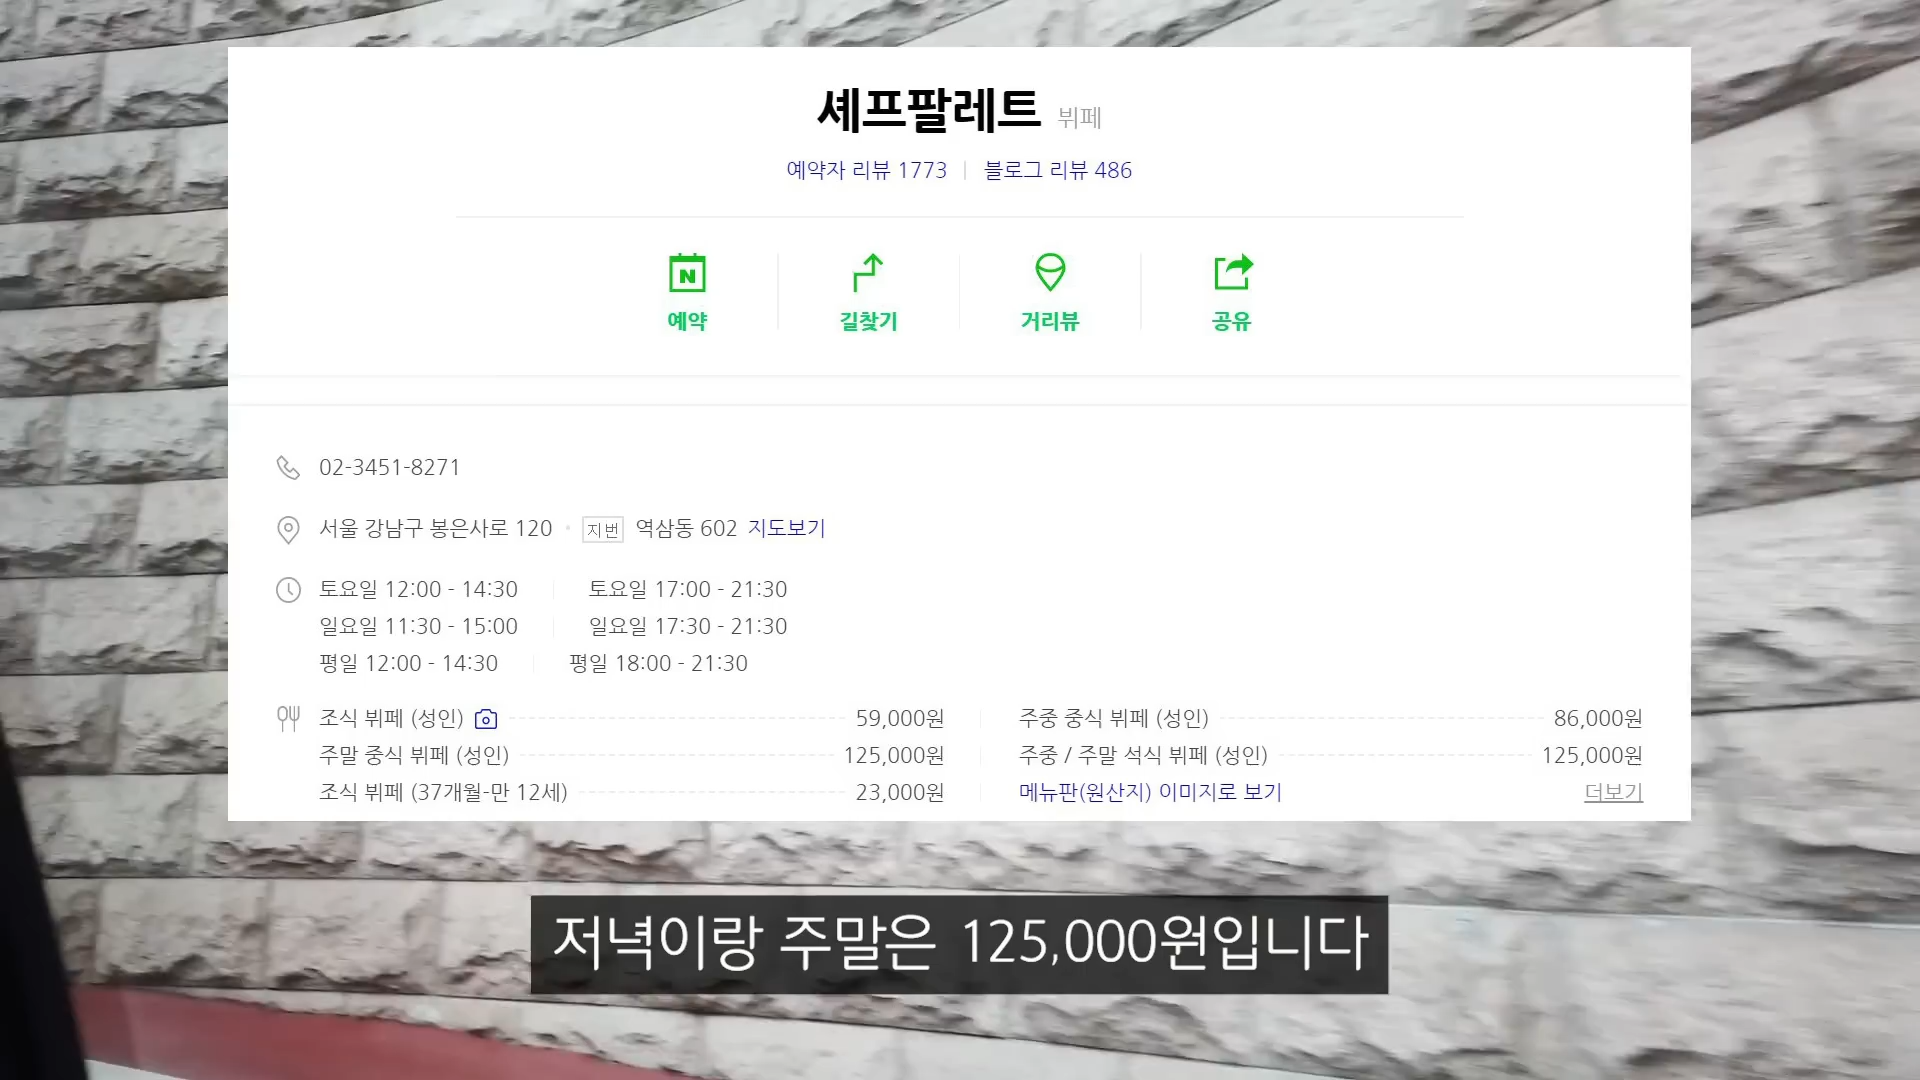 셰프팔레트 뷔페
예약자 리뷰 1773 | 블로그 리뷰 486
N
예약 길찾기 거리뷰 공유
02-3451-8271
서울 강남구 봉은사로 120 · 지번 역삼동 602 지도보기
토요일 12:00 - 14:30 | 토요일 17:00 - 21:30
일요일 11:30 - 15:00 | 일요일 17:30 - 21:30
평일 12:00 - 14:30 | 평일 18:00 - 21:30
조식 뷔페 (성인) 59,000원 | 주중 중식 뷔페 (성인) 86,000원
주말 중식 뷔페 (성인) 125,000원 | 주중 / 주말 석식 뷔페 (성인) 125,000원
조식 뷔페 (37개월-만 12세) 23,000원 | 메뉴판(원산지) 이미지로 보기 더보기
저녁이랑 주말은 125,000원입니다